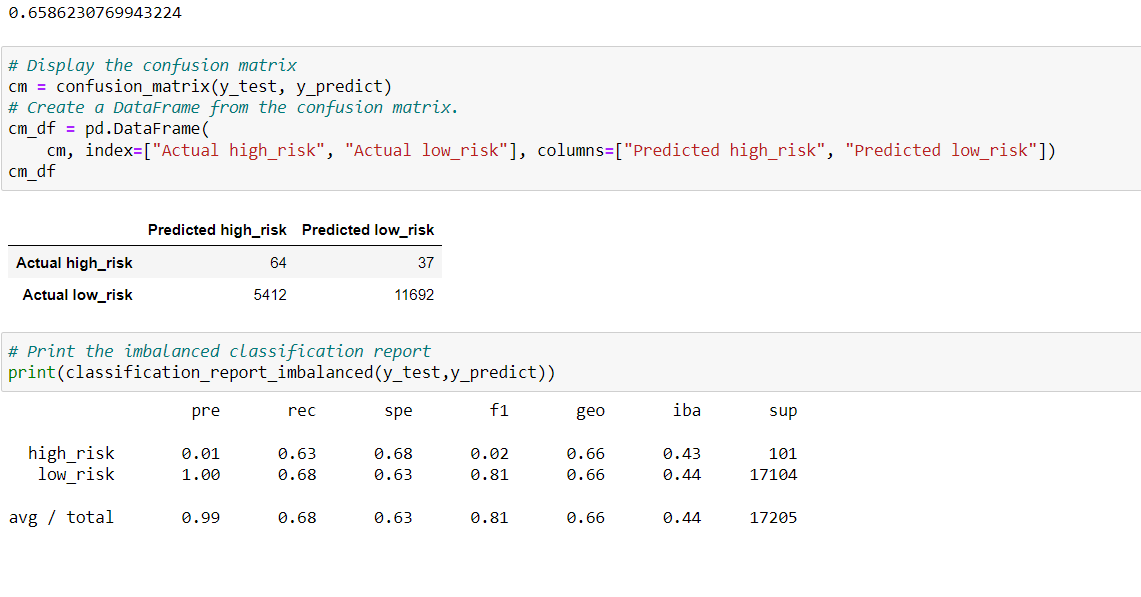 0.6586230769943224
# Display the confusion matrix
cm = confusion_matrix(y_test, y_predict)
# Create a DataFrame from the confusion matrix.
cm_df = pd.DataFrame(
    cm, index=["Actual high_risk", "Actual low_risk"], columns=["Predicted high_risk", "Predicted low_risk"])
cm_df
Predicted high_risk Predicted low_risk
Actual high_risk 64 37
Actual low_risk 5412 11692
# Print the imbalanced classification report
print(classification_report_imbalanced(y_test,y_predict))
pre rec spe f1 geo iba sup
high_risk 0.01 0.63 0.68 0.02 0.66 0.43 101
low_risk 1.00 0.68 0.63 0.81 0.66 0.44 17104
avg / total 0.99 0.68 0.63 0.81 0.66 0.44 17205